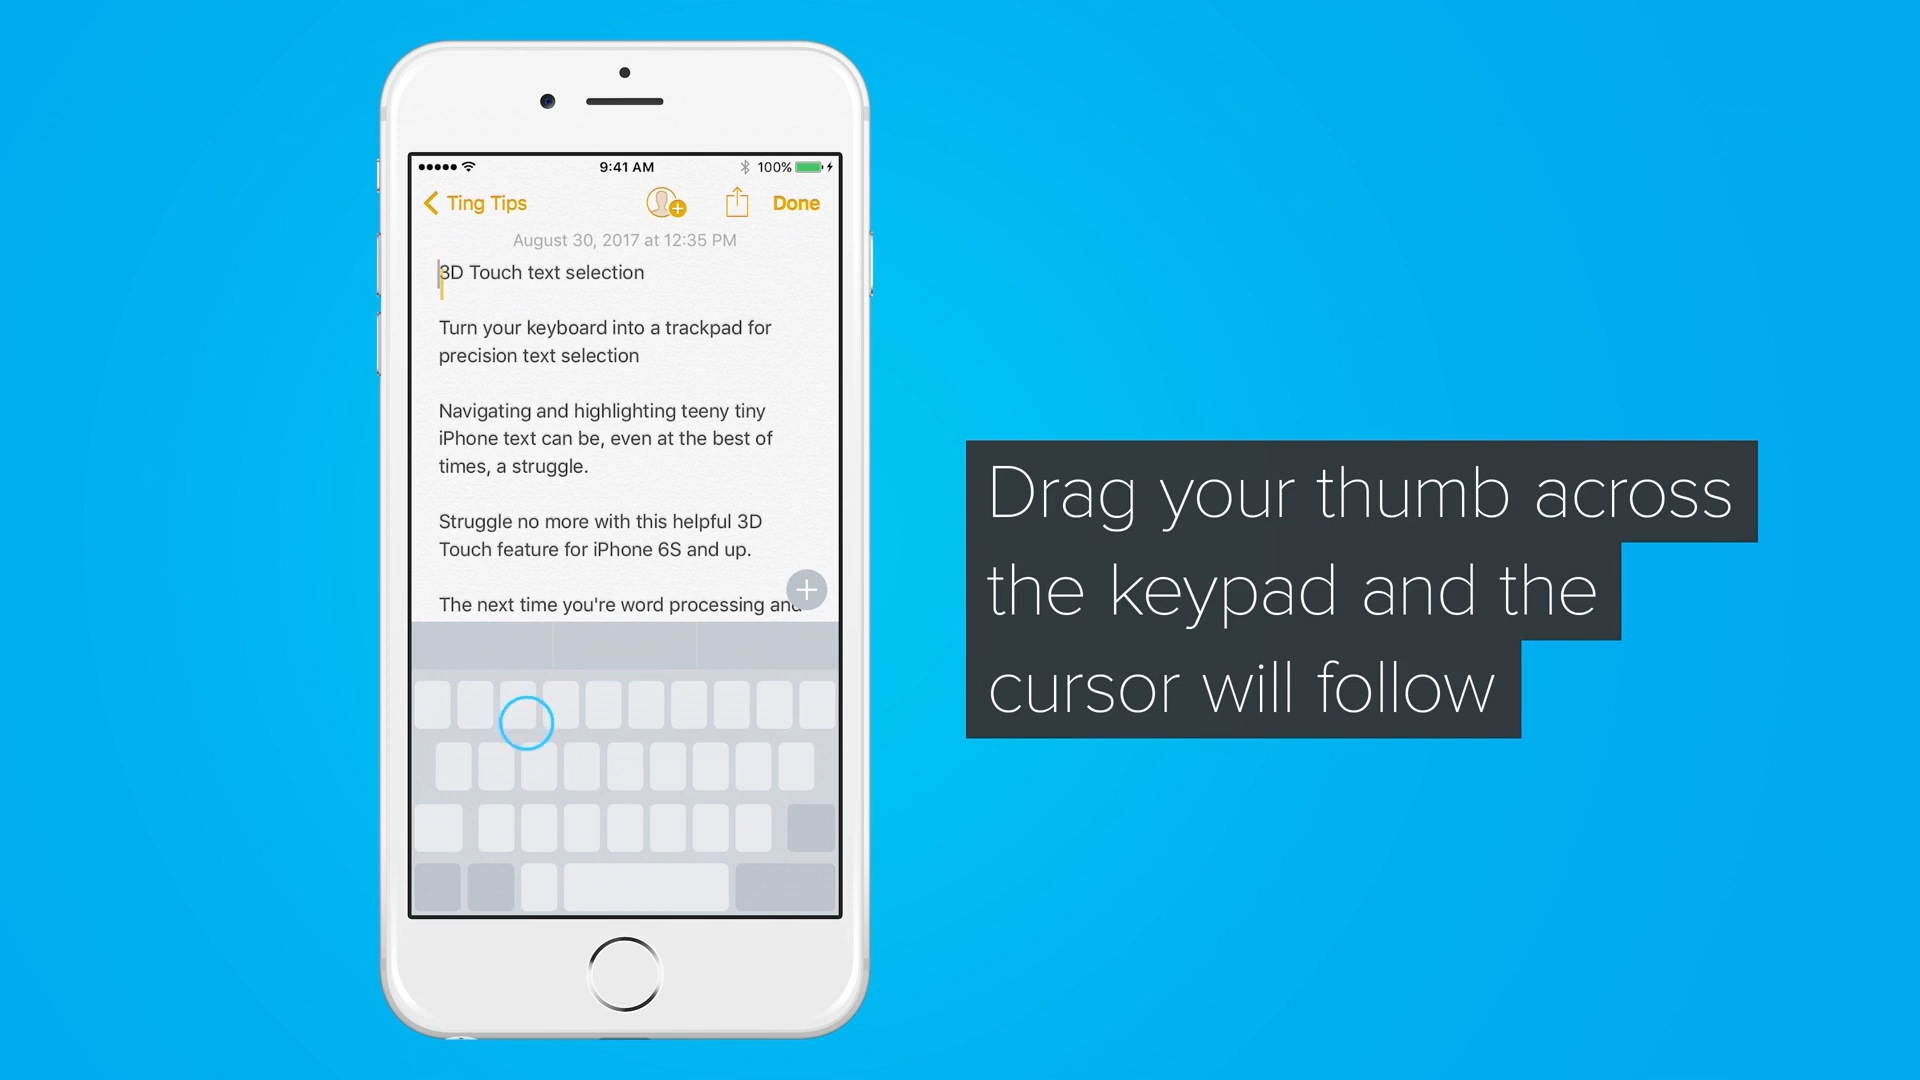 9:41 AM
100%
Ting Tips
Done
August 30, 2017 at 12:35 PM
3D Touch text selection
Turn your keyboard into a trackpad for
precision text selection
Navigating and highlighting teeny tiny
iPhone text can be, even at the best of
times, a struggle.
Struggle no more with this helpful 3D
Touch feature for iPhone 6S and up.
The next time you're word processing and
Drag your thumb across
the keypad and the
cursor will follow